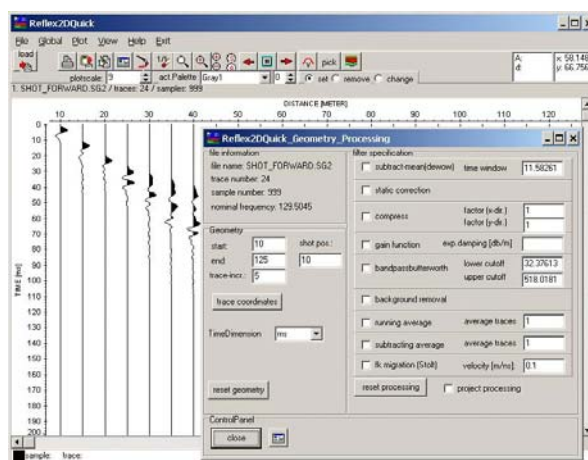 Reflex2DQuick
File Global Plot View Help Exit
load
pick
A:
d:
x: 58.148
y: 66.756
plotscale: 9 act.Palette Gray1 0 set remove change
1. SHOT_FORWARD.SG2 / traces: 24 / samples: 999
DISTANCE [METER]
10 20 30 40 50 60 70 80 90 100 110 120
TIME [ms]
0
10
20
30
40
50
60
70
80
90
100
110
120
130
140
150
160
170
180
190
200
sample: trace:
Reflex2DQuick_Geometry_Processing
file information
file name: SHOT_FORWARD.SG2
trace number: 24
sample number: 999
nominal frequency: 129.5045
Geometry
start: 10 shot pos.:
end: 125 10
trace-incr.: 5
trace coordinates
TimeDimension ms
reset geometry
filter specification
subtract-mean(dewow) time window 11.58261
static correction
compress factor (x-dir.) 1
factor (y-dir.) 1
gain function exp.damping [db/m]
bandpassbutterworth lower cutoff 32.37613
upper cutoff 518.0181
background removal
running average average traces 1
subtracting average average traces 1
fk migration (Stolt) velocity [m/ns]: 0.1
reset processing project processing
ControlPanel
close